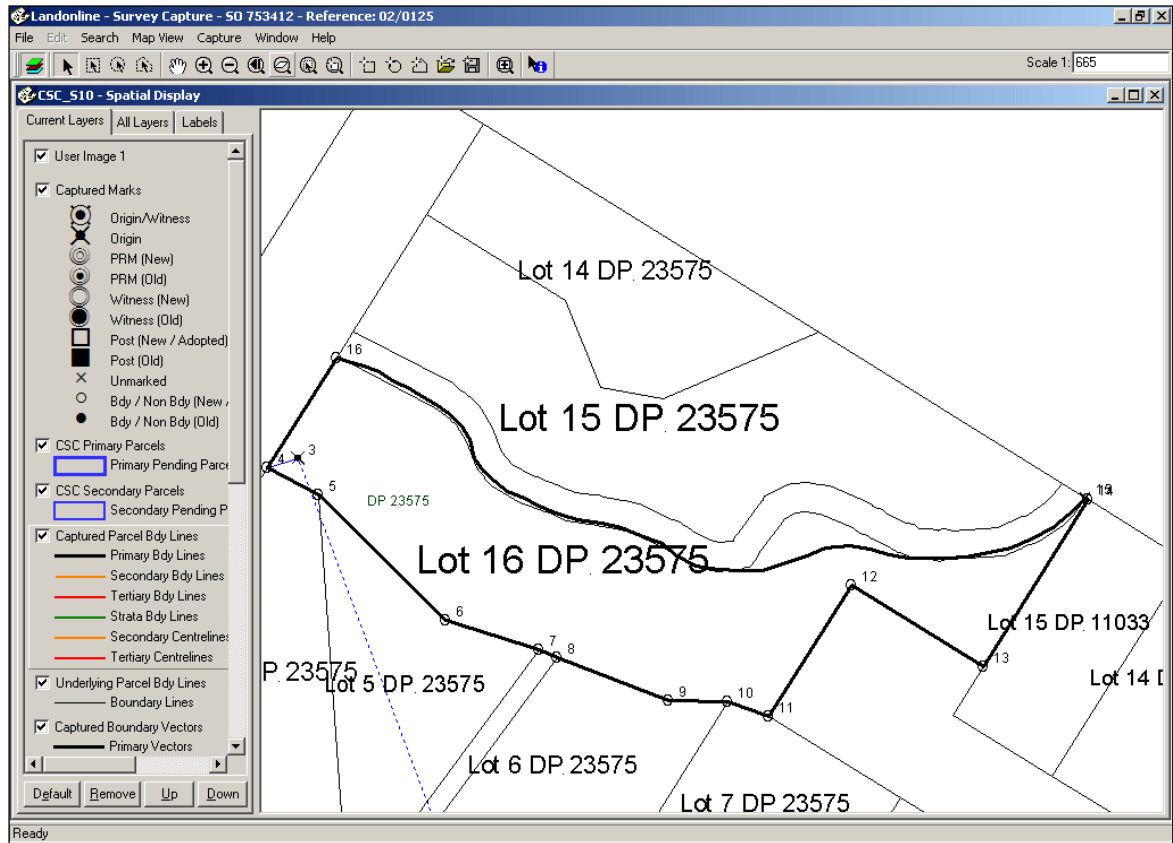 Landonline - Survey Capture - SO 753412 - Reference: 02/0125
File Edit Search Map View Capture Window Help
Scale 1: 665
CSC_S10 - Spatial Display
Current Layers All Layers Labels
User Image 1
Captured Marks
Origin/Witness
Origin
PRM (New)
PRM (Old)
Witness (New)
Witness (Old)
Post (New / Adopted)
Post (Old)
Unmarked
Bdy / Non Bdy (New /
Bdy / Non Bdy (Old)
CSC Primary Parcels
Primary Pending Parce
CSC Secondary Parcels
Secondary Pending P
Captured Parcel Bdy Lines
Primary Bdy Lines
Secondary Bdy Lines
Tertiary Bdy Lines
Strata Bdy Lines
Secondary Centrelines
Tertiary Centrelines
Underlying Parcel Bdy Lines
Boundary Lines
Captured Boundary Vectors
Primary Vectors
Default Remove Up Down
Lot 14 DP 23575
16
Lot 15 DP 23575
3
4
5
DP 23575
Lot 16 DP 23575
12
6
Lot 15 DP 11033
7
8
13
P. 23575
Lot 5 DP 23575
Lot 14 D
9
10
11
Lot 6 DP 23575
Lot 7 DP 23575
Ready